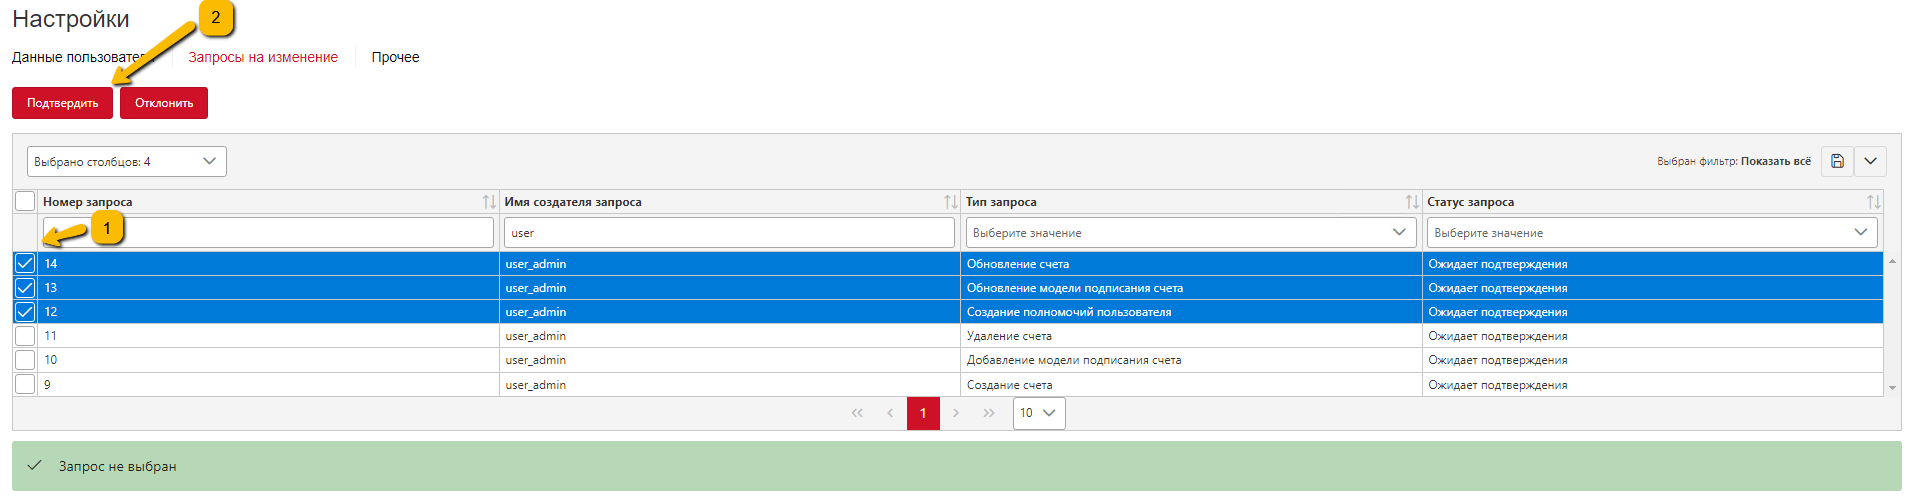 Настройки
2
Данные пользователя Запросы на изменение Прочее
Подтвердить Отклонить
Выбрано столбцов: 4 Выбран фильтр: Показать всё
Номер запроса Имя создателя запроса Тип запроса Статус запроса
1 user Выберите значение Выберите значение
14 user_admin Обновление счета Ожидает подтверждения
13 user_admin Обновление модели подписания счета Ожидает подтверждения
12 user_admin Создание полномочий пользователя Ожидает подтверждения
11 user_admin Удаление счета Ожидает подтверждения
10 user_admin Добавление модели подписания счета Ожидает подтверждения
9 user_admin Создание счета Ожидает подтверждения
1 10
Запрос не выбран